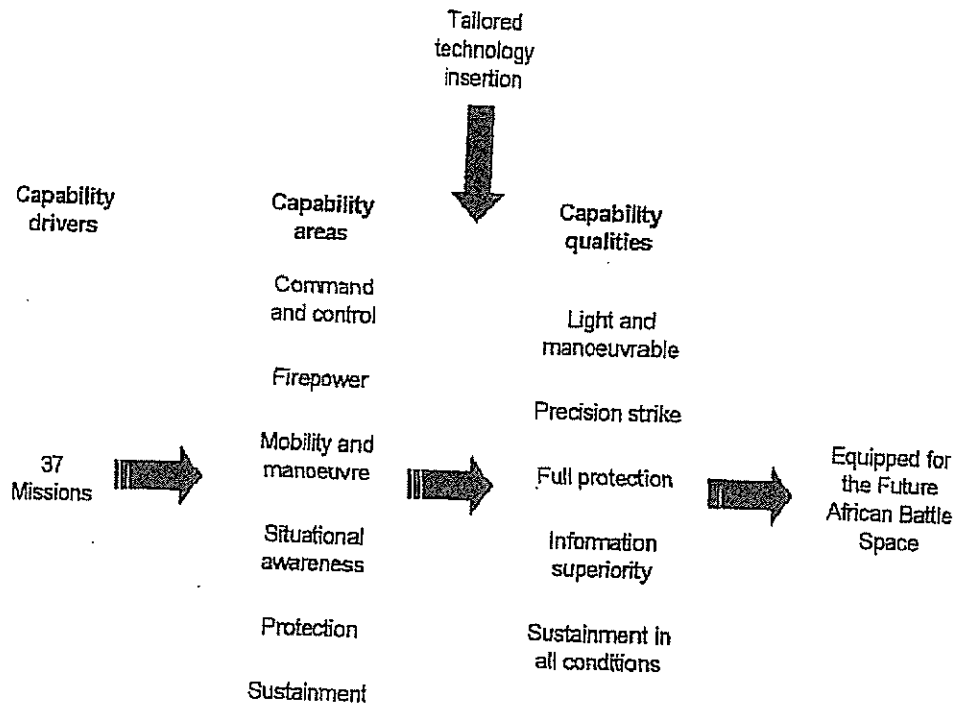 Tailored
technology
insertion
Capability
drivers
Capability
areas
Capability
qualities
Command
and control
Firepower
Mobility and
manoeuvre
Situational
awareness
Protection
Sustainment
37
Missions
Light and
manoeuvrable
Precision strike
Full protection
Information
superiority
Sustainment in
all conditions
Equipped for
the Future
African Battle
Space